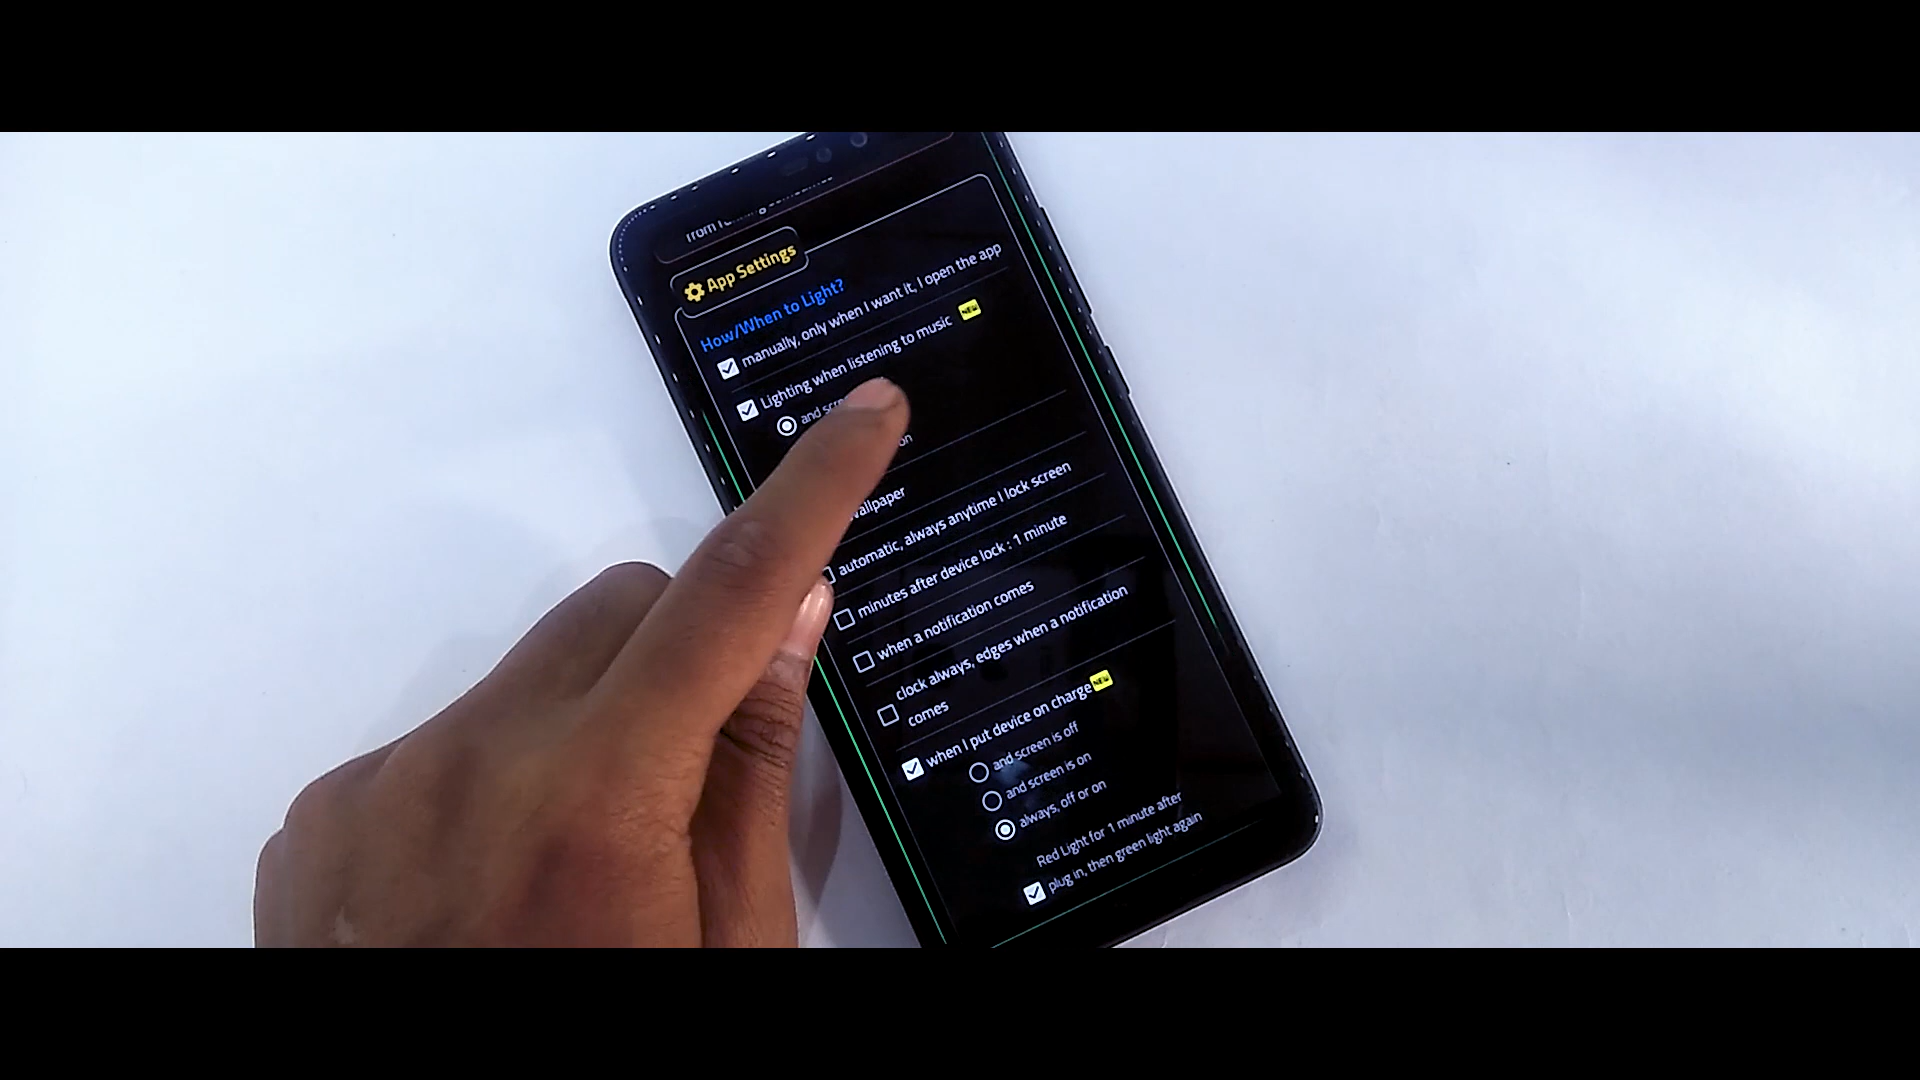 from
App Settings
How/When to Light?
manually, only when I want it, I open the app
Lighting when listening to music NEW
and
on
wallpaper
automatic, always anytime I lock screen
minutes after device lock : 1 minute
when a notification comes
clock always, edges when a notification
comes
when I put device on charge NEW
and screen is off
and screen is on
always, off or on
Red Light for 1 minute after
plug in, then green light again